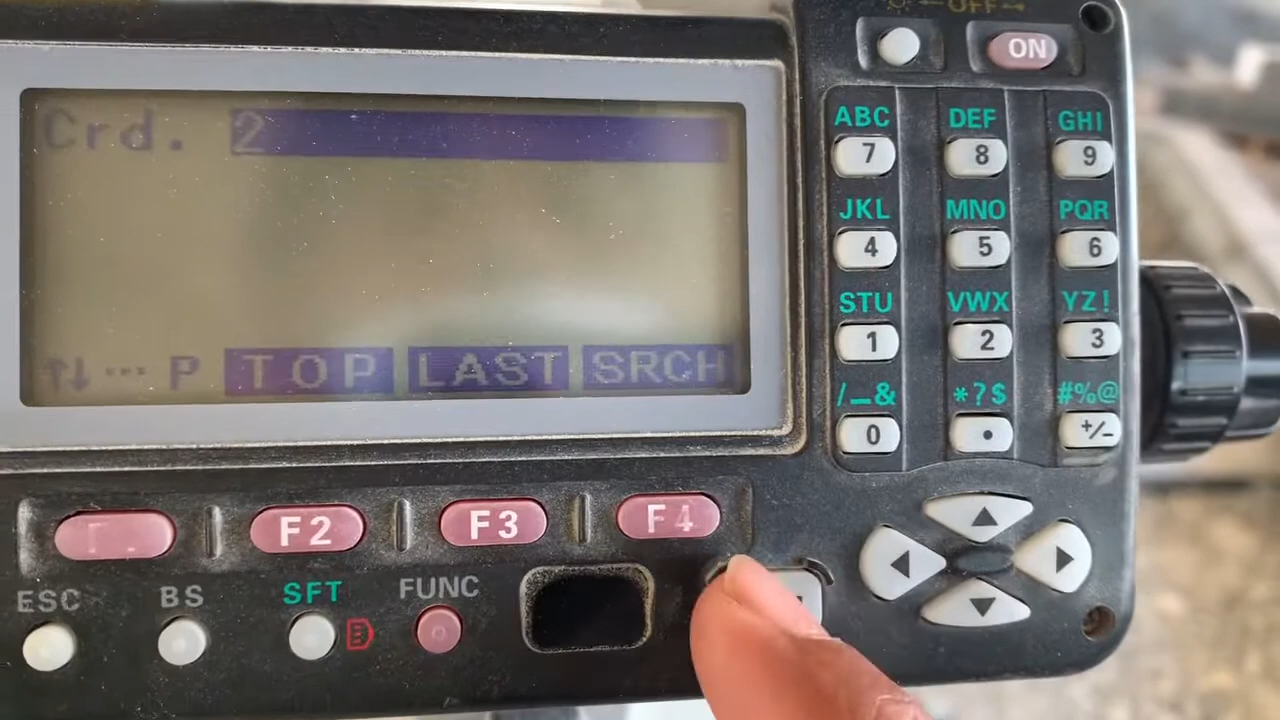 OFF
ON
Crd. 2
↑↓ ... P TOP LAST SRCH
ABC DEF GHI
7 8 9
JKL MNO PQR
4 5 6
STU VWX YZ!
1 2 3
/_& *?$ #%@
0 . +/-
F2 F3 F4
ESC BS SFT FUNC